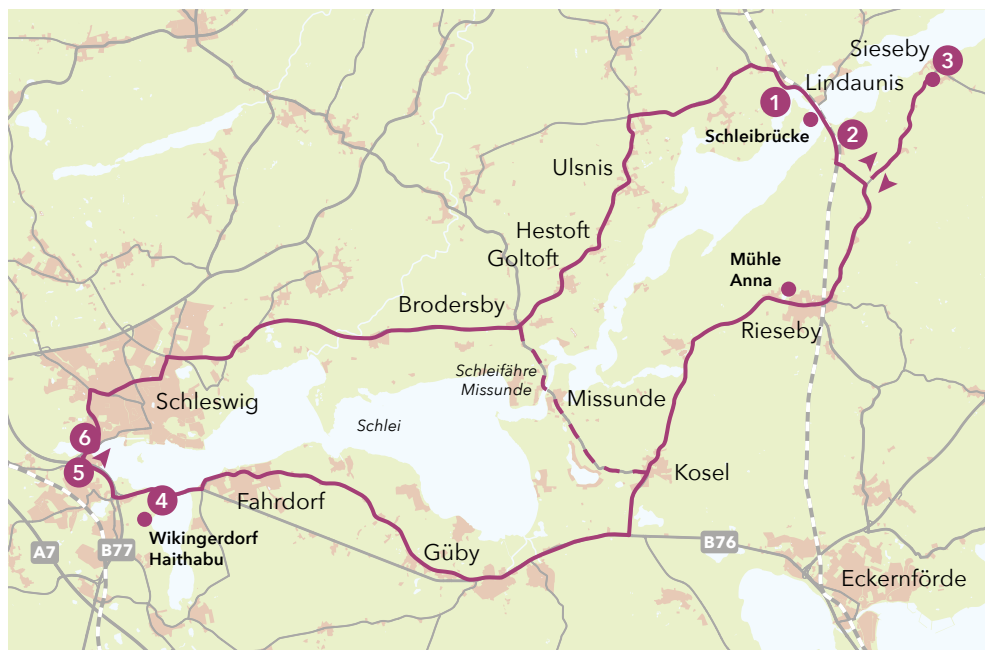 Sieseby
3
Lindaunis
1
Schleibrücke
2
Ulsnis
Hestoft
Goltoft
Mühle
Anna
Brodersby
Rieseby
Schleifähre
Missunde
Missunde
Schleswig
Schlei
6
5
Kosel
4
Fahrdorf
Wikingerdorf
Haithabu
A7
B77
Güby
B76
Eckernförde